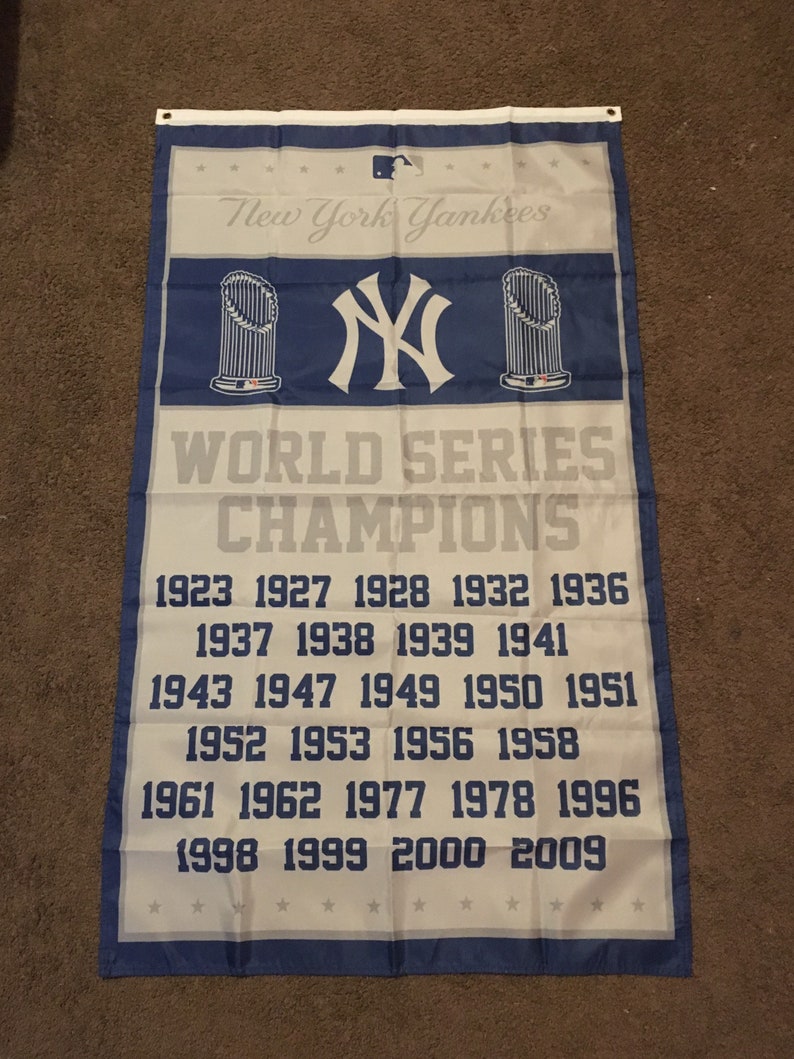 New York Yankees
NY
WORLD SERIES
CHAMPIONS
1923 1927 1928 1932 1936
1937 1938 1939 1941
1943 1947 1949 1950 1951
1952 1953 1956 1958
1961 1962 1977 1978 1996
1998 1999 2000 2009